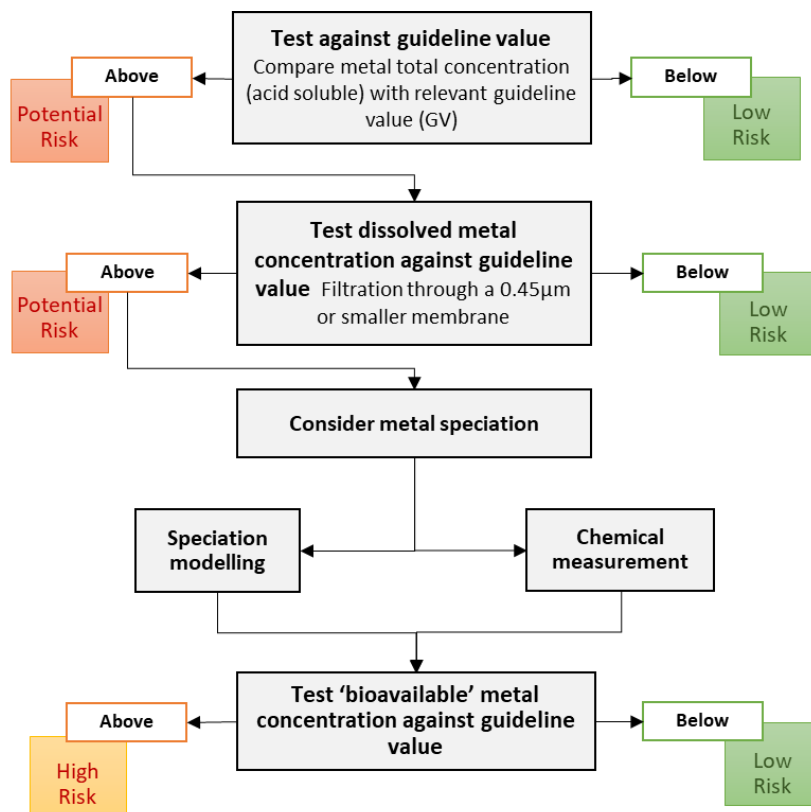 Test against guideline value
Compare metal total concentration
(acid soluble) with relevant guideline
value (GV)
Above
Potential
Risk
Below
Low
Risk
Test dissolved metal
concentration against guideline
value Filtration through a 0.45µm
or smaller membrane
Above
Potential
Risk
Below
Low
Risk
Consider metal speciation
Speciation
modelling
Chemical
measurement
Test ‘bioavailable’ metal
concentration against guideline
value
Above
High
Risk
Below
Low
Risk